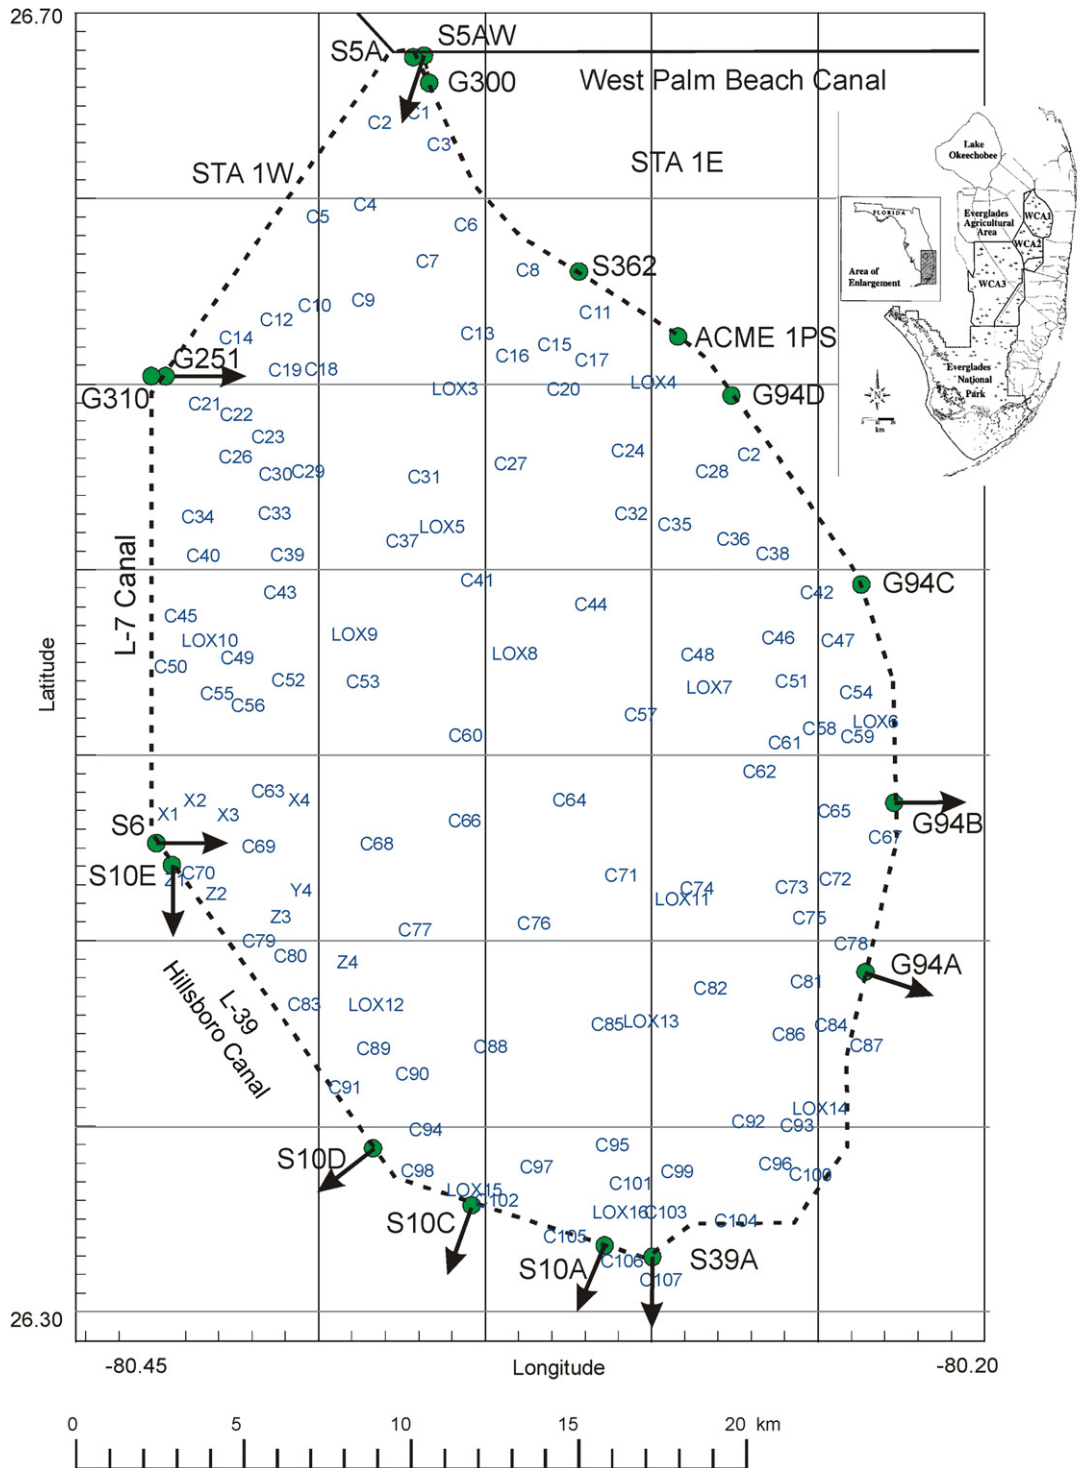 26.70
S5A
S5AW
G300
West Palm Beach Canal
C1
C2
C3
STA 1W
STA 1E
C4
C5
C6
C7
C8
S362
C9
C10
C11
C12
C13
C14
C15
C16
C17
ACME 1PS
G251
C19
C18
G310
LOX3
C20
LOX4
G94D
C21
C22
C23
C24
C2
C26
C27
C28
C30
C29
C31
C34
C33
LOX5
C32
C35
C37
C36
C38
C40
C39
L-7 Canal
C41
G94C
C43
C44
C42
C45
LOX10
LOX9
C46
C47
C49
LOX8
C48
C50
C52
C53
LOX7
C51
C54
C55
C56
C57
LOX6
C58
C59
C60
C61
Latitude
C62
C63
X2
X4
C64
X1
X3
C65
G94B
S6
C66
C67
C69
C68
S10E
C70
Z1
C71
C72
Z2
Y4
C74
C73
LOX11
Z3
C77
C76
C75
C79
C78
C80
Z4
G94A
C82
C81
L-39
Hillsboro Canal
C83
LOX12
C85
LOX13
C84
C86
C89
C88
C87
C90
C91
LOX14
C92
C93
C94
S10D
C95
C98
C97
C99
C96
C100
LOX15
C101
C102
S10C
LOX16
C103
C104
C105
S10A
C106
S39A
C107
26.30
-80.45
Longitude
-80.20
0
5
10
15
20 km
Lake
Okeechobee
Everglades
Agricultural
Area
WCA1
WCA2
WCA3
FLORIDA
Area of
Enlargement
Everglades
National
Park
N
km